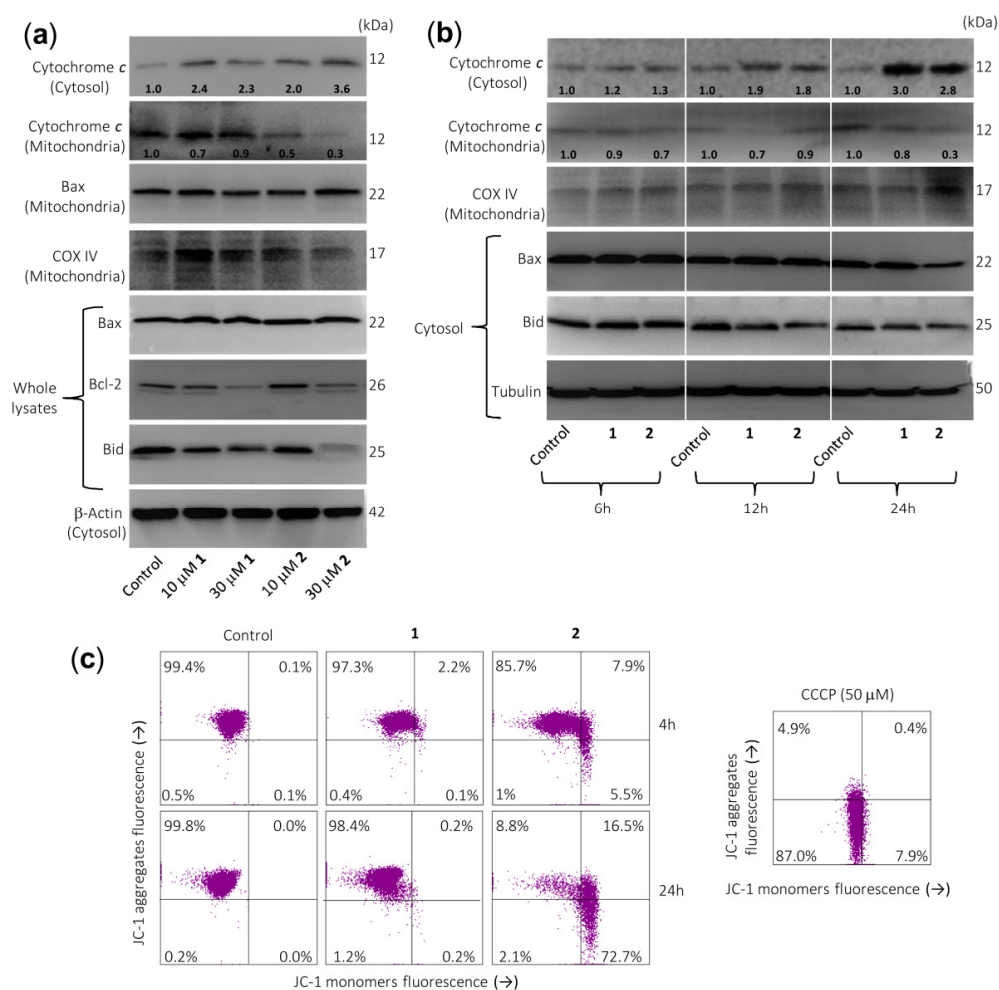 (a)
(kDa)
Cytochrome c
(Cytosol)
12
1.0 2.4 2.3 2.0 3.6
Cytochrome c
(Mitochondria)
12
1.0 0.7 0.9 0.5 0.3
Bax
(Mitochondria)
22
COX IV
(Mitochondria)
17
Whole
lysates
Bax
22
Bcl-2
26
Bid
25
β-Actin
(Cytosol)
42
Control 10 μM 1 30 μM 1 10 μM 2 30 μM 2
(b)
(kDa)
Cytochrome c
(Cytosol)
12
1.0 1.2 1.3 1.0 1.9 1.8 1.0 3.0 2.8
Cytochrome c
(Mitochondria)
12
1.0 0.9 0.7 1.0 0.7 0.9 1.0 0.8 0.3
COX IV
(Mitochondria)
17
Cytosol
Bax
22
Bid
25
Tubulin
50
Control 1 2 Control 1 2 Control 1 2
6h 12h 24h
(c)
Control 1 2
99.4% 0.1% 97.3% 2.2% 85.7% 7.9%
4h
0.5% 0.1% 0.4% 0.1% 1% 5.5%
99.8% 0.0% 98.4% 0.2% 8.8% 16.5%
24h
0.2% 0.0% 1.2% 0.2% 2.1% 72.7%
JC-1 aggregates fluorescence (→)
JC-1 monomers fluorescence (→)
CCCP (50 μM)
4.9% 0.4%
87.0% 7.9%
JC-1 aggregates
fluorescence (→)
JC-1 monomers fluorescence (→)